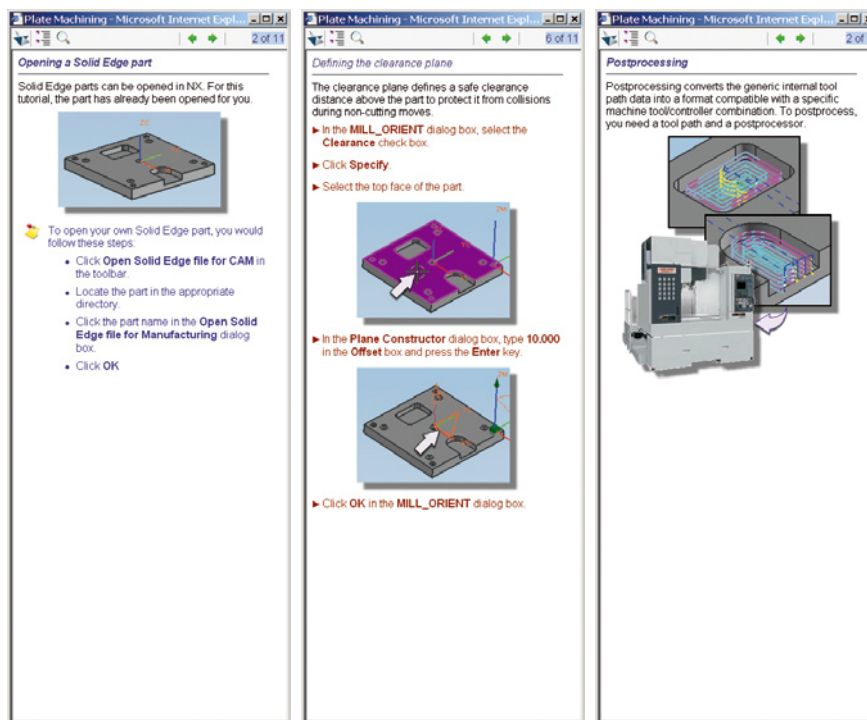 Plate Machining - Microsoft Internet Expl...
2 of 11
Opening a Solid Edge part
Solid Edge parts can be opened in NX. For this
tutorial, the part has already been opened for you.
ZC
To open your own Solid Edge part, you would
follow these steps:
• Click Open Solid Edge file for CAM in
the toolbar.
• Locate the part in the appropriate
directory.
• Click the part name in the Open Solid
Edge file for Manufacturing dialog
box.
• Click OK
Plate Machining - Microsoft Internet Expl...
6 of 11
Defining the clearance plane
The clearance plane defines a safe clearance
distance above the part to protect it from collisions
during non-cutting moves.
► In the MILL_ORIENT dialog box, select the
Clearance check box.
► Click Specify.
► Select the top face of the part.
► In the Plane Constructor dialog box, type 10.000
in the Offset box and press the Enter key.
► Click OK in the MILL_ORIENT dialog box.
Plate Machining - Microsoft Internet Expl...
2 of
Postprocessing
Postprocessing converts the generic internal tool
path data into a format compatible with a specific
machine tool/controller combination. To postprocess,
you need a tool path and a postprocessor.